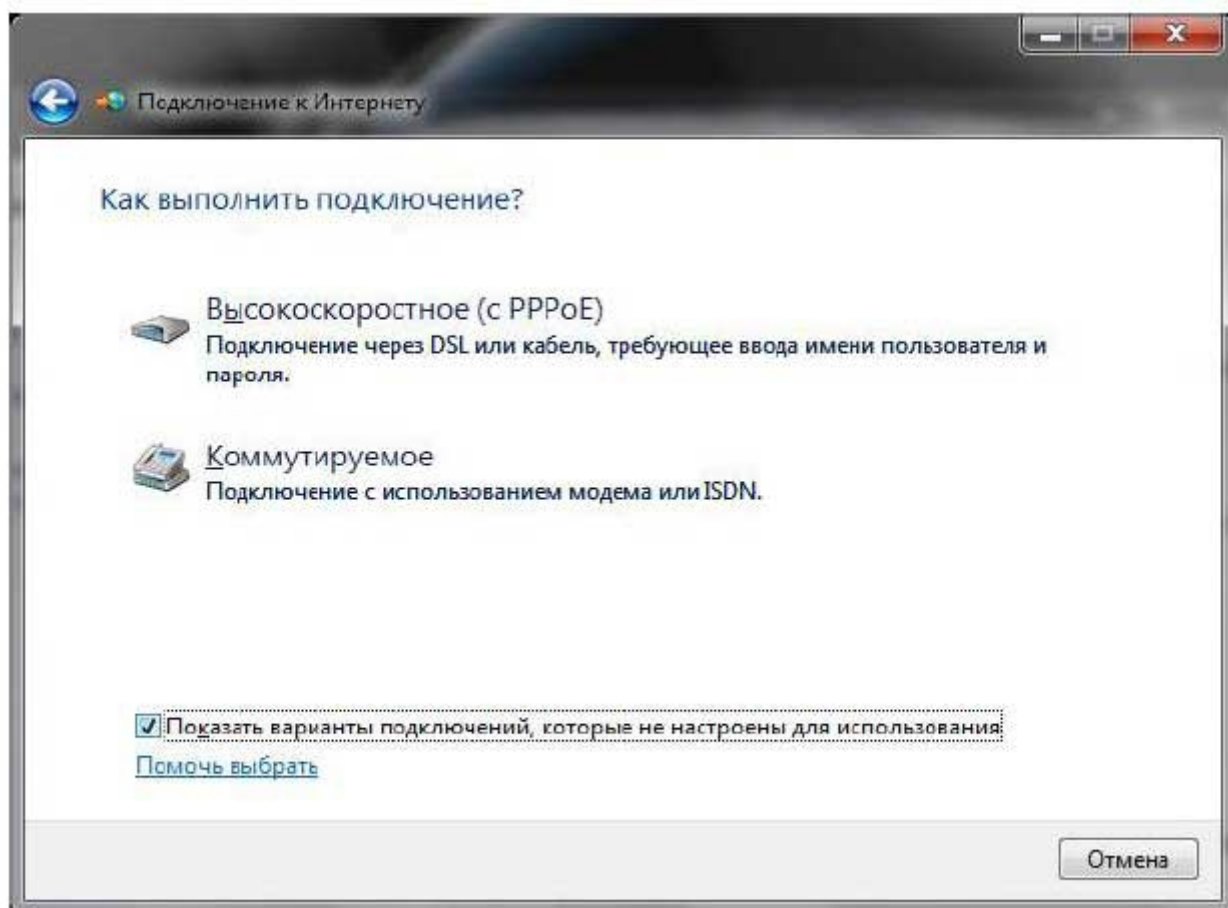 Подключение к Интернету
Как выполнить подключение?
Высокоскоростное (с PPPoE)
Подключение через DSL или кабель, требующее ввода имени пользователя и
пароля.
Коммутируемое
Подключение с использованием модема или ISDN.
Показать варианты подключений, которые не настроены для использования
Помочь выбрать
Отмена